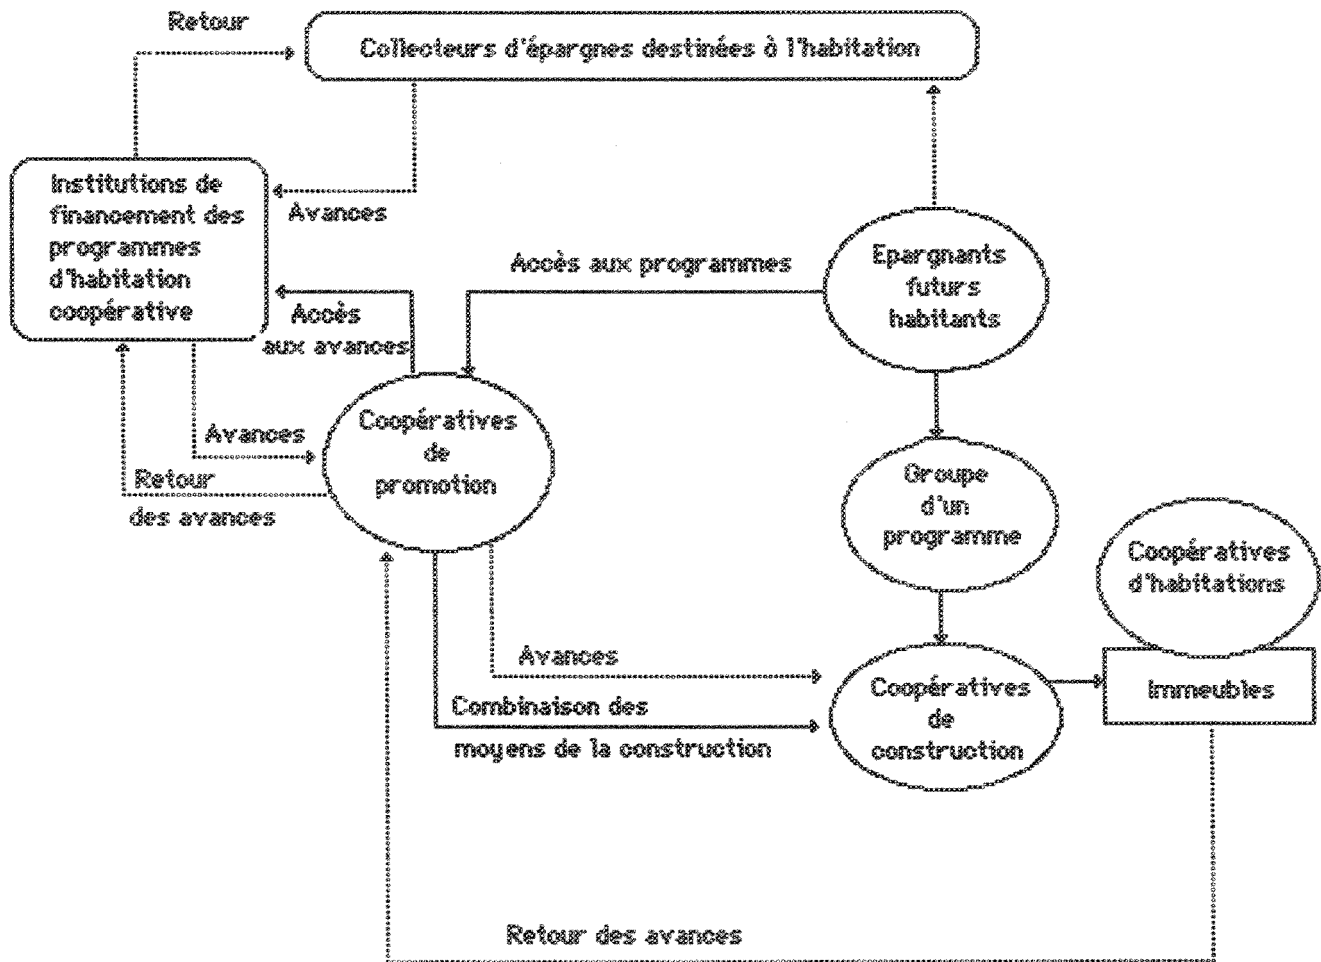 Retour
Collecteurs d'épargnes destinées à l'habitation
Institutions de
financement des
programmes
d'habitation
coopérative
Avances
Accès aux programmes
Epargnants
futurs
habitants
Accès
aux avances
Coopératives
de
promotion
Avances
Retour
des avances
Groupe
d'un
programme
Coopératives
d'habitations
Avances
Combinaison des
moyens de la construction
Coopératives
de
construction
Immeubles
Retour des avances